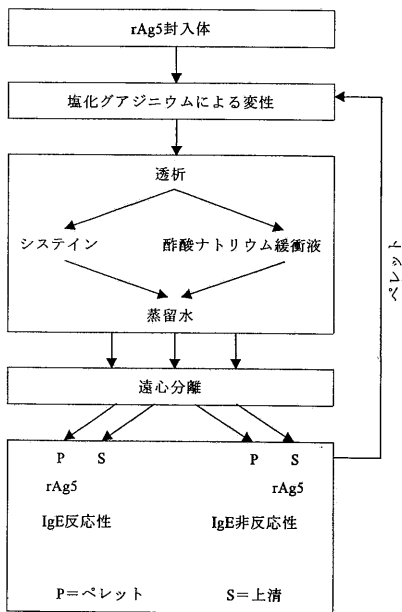 rAg5封入体
塩化グアジニウムによる変性
透析
システイン 酢酸ナトリウム緩衝液
蒸留水
遠心分離
P S P S
rAg5 rAg5
IgE反応性 IgE非反応性
P=ペレット S=上清
ペレット